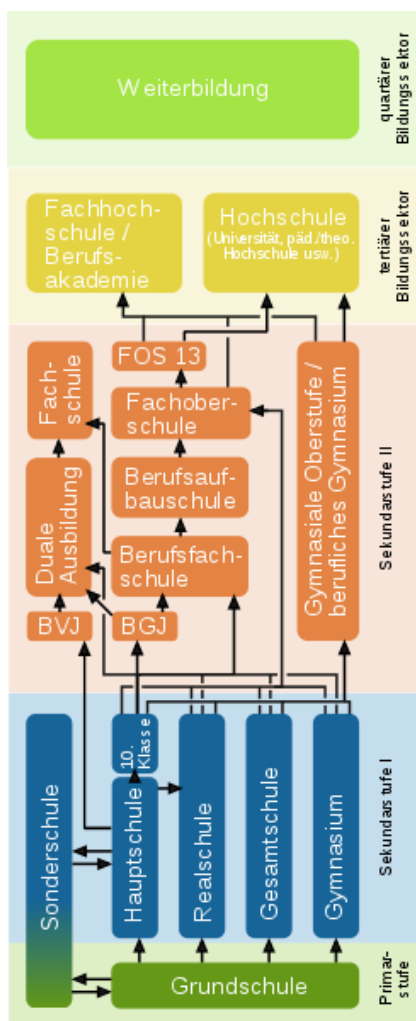 Weiterbildung
quartärer
Bildungssektor
Fachhoch-
schule /
Berufs-
akademie
Hochschule
(Universität, päd./theo.
Hochschule usw.)
tertiärer
Bildungssektor
Fach-
schule
FOS 13
Fachober-
schule
Duale
Ausbildung
Berufsauf-
bauschule
Berufsfach-
schule
BVJ
BGJ
Gymnasiale Oberstufe /
berufliches Gymnasium
Sekundarstufe II
Sonderschule
10.
Klasse
Hauptschule
Realschule
Gesamtschule
Gymnasium
Sekundarstufe I
Grundschule
Primar-
stufe